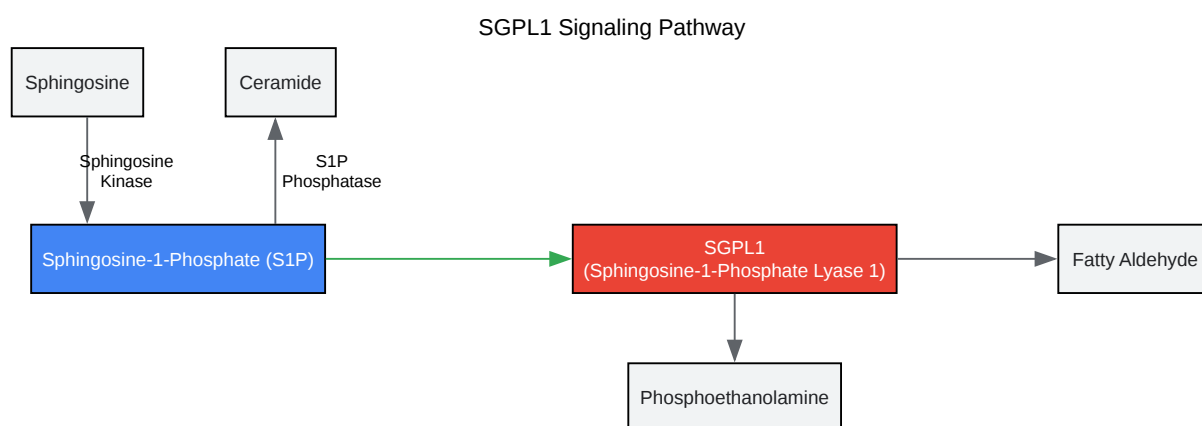 SGPL1 Signaling Pathway
Sphingosine
Ceramide
Sphingosine
Kinase
S1P
Phosphatase
Sphingosine-1-Phosphate (S1P)
SGPL1
(Sphingosine-1-Phosphate Lyase 1)
Fatty Aldehyde
Phosphoethanolamine